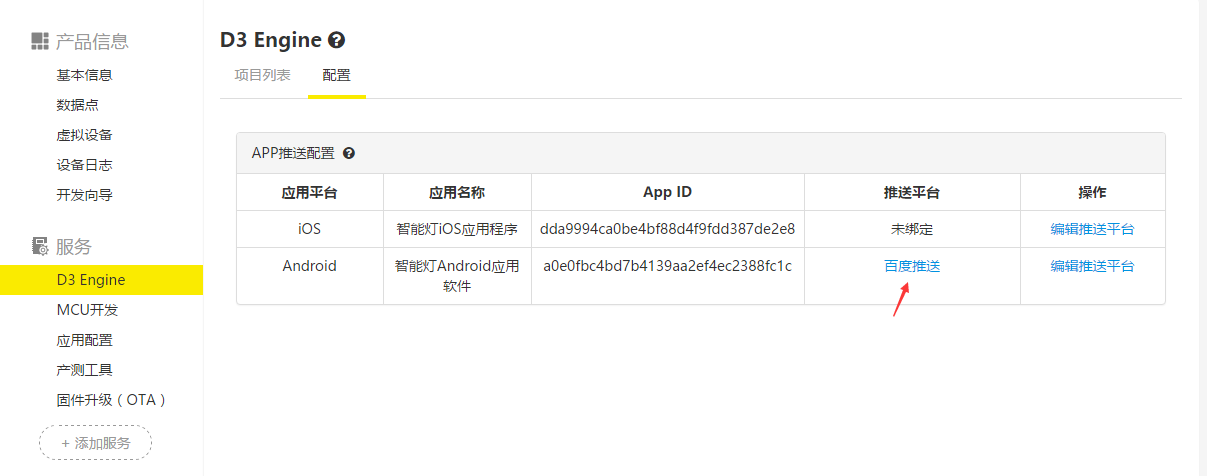 产品信息
基本信息
数据点
虚拟设备
设备日志
开发向导
服务
D3 Engine
MCU开发
应用配置
产测工具
固件升级（OTA）
+ 添加服务
D3 Engine ?
项目列表 配置
APP推送配置 ?
应用平台 应用名称 App ID 推送平台 操作
iOS 智能灯iOS应用程序 dda9994ca0be4bf88d4f9fdd387de2e8 未绑定 编辑推送平台
Android 智能灯Android应用 a0e0fbc4bd7b4139aa2ef4ec2388fc1c 百度推送 编辑推送平台
软件